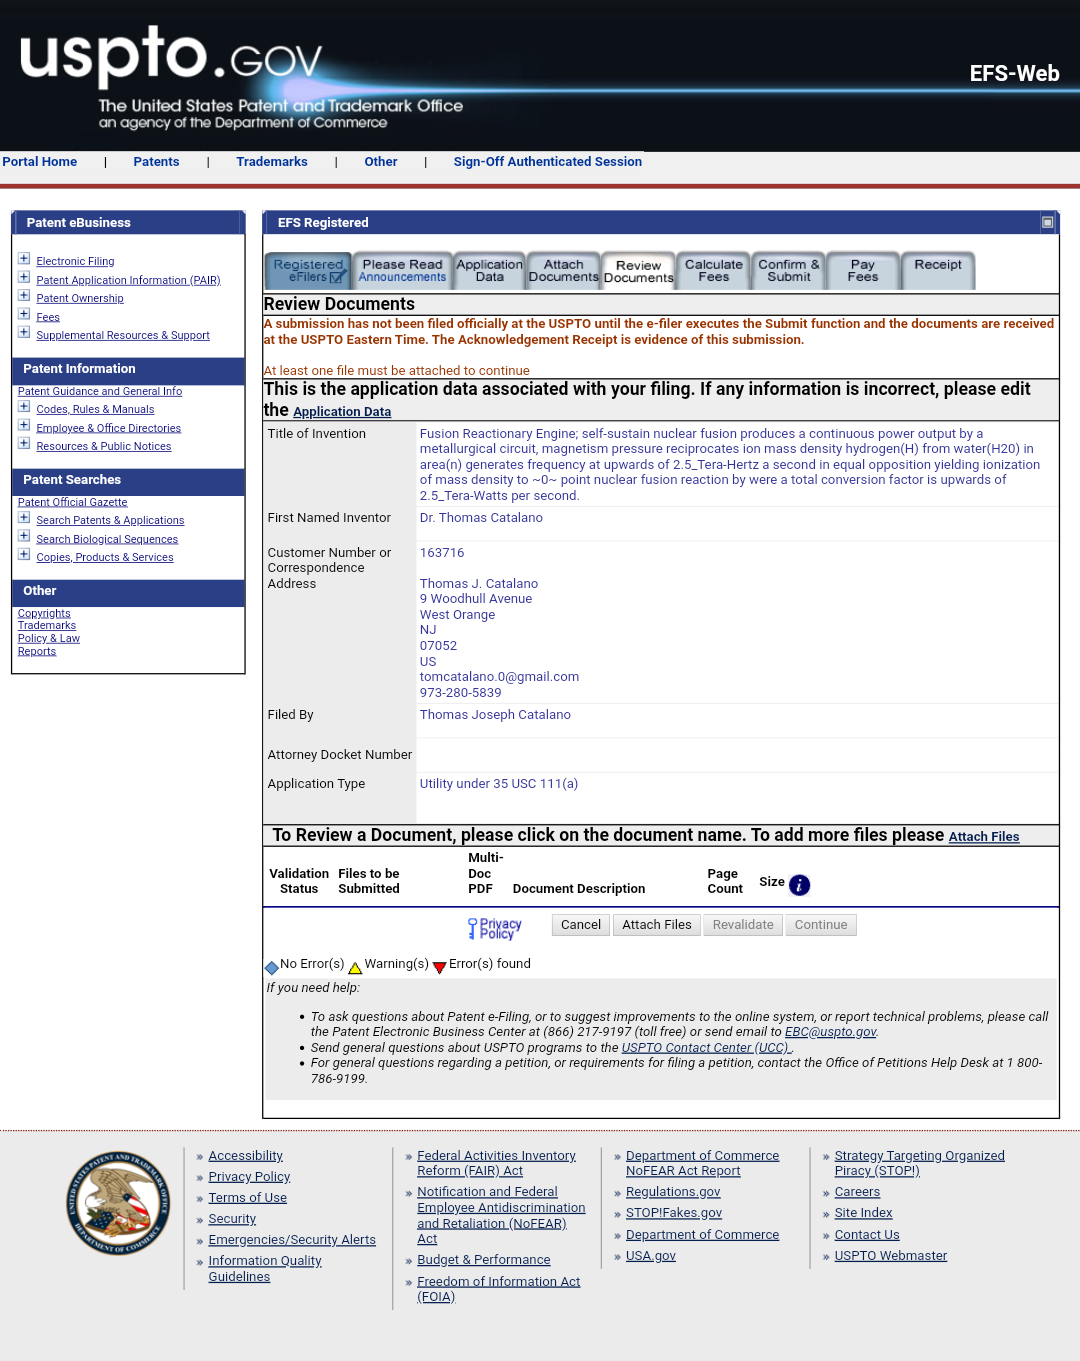 uspto.GOV
The United States Patent and Trademark Office
an agency of the Department of Commerce
EFS-Web
Portal Home | Patents | Trademarks | Other | Sign-Off Authenticated Session
Patent eBusiness
Electronic Filing
Patent Application Information (PAIR)
Patent Ownership
Fees
Supplemental Resources & Support
Patent Information
Patent Guidance and General Info
Codes, Rules & Manuals
Employee & Office Directories
Resources & Public Notices
Patent Searches
Patent Official Gazette
Search Patents & Applications
Search Biological Sequences
Copies, Products & Services
Other
Copyrights
Trademarks
Policy & Law
Reports
EFS Registered
Registered eFilers
Please Read Announcements
Application Data
Attach Documents
Review Documents
Calculate Fees
Confirm & Submit
Pay Fees
Receipt
Review Documents
A submission has not been filed officially at the USPTO until the e-filer executes the Submit function and the documents are received
at the USPTO Eastern Time. The Acknowledgement Receipt is evidence of this submission.
At least one file must be attached to continue
This is the application data associated with your filing. If any information is incorrect, please edit
the Application Data
Title of Invention
Fusion Reactionary Engine; self-sustain nuclear fusion produces a continuous power output by a
metallurgical circuit, magnetism pressure reciprocates ion mass density hydrogen(H) from water(H20) in
area(n) generates frequency at upwards of 2.5_Tera-Hertz a second in equal opposition yielding ionization
of mass density to ~0~ point nuclear fusion reaction by were a total conversion factor is upwards of
2.5_Tera-Watts per second.
First Named Inventor
Dr. Thomas Catalano
Customer Number or
Correspondence
Address
163716
Thomas J. Catalano
9 Woodhull Avenue
West Orange
NJ
07052
US
tomcatalano.0@gmail.com
973-280-5839
Filed By
Thomas Joseph Catalano
Attorney Docket Number
Application Type
Utility under 35 USC 111(a)
To Review a Document, please click on the document name. To add more files please Attach Files
Validation Status
Files to be Submitted
Multi-Doc PDF
Document Description
Page Count
Size
Privacy Policy
Cancel
Attach Files
Revalidate
Continue
No Error(s) Warning(s) Error(s) found
If you need help:
• To ask questions about Patent e-Filing, or to suggest improvements to the online system, or report technical problems, please call
the Patent Electronic Business Center at (866) 217-9197 (toll free) or send email to EBC@uspto.gov.
• Send general questions about USPTO programs to the USPTO Contact Center (UCC) .
• For general questions regarding a petition, or requirements for filing a petition, contact the Office of Petitions Help Desk at 1 800-
786-9199.
UNITED STATES PATENT AND TRADEMARK OFFICE
DEPARTMENT OF COMMERCE
Accessibility
Privacy Policy
Terms of Use
Security
Emergencies/Security Alerts
Information Quality
Guidelines
Federal Activities Inventory
Reform (FAIR) Act
Notification and Federal
Employee Antidiscrimination
and Retaliation (NoFEAR)
Act
Budget & Performance
Freedom of Information Act
(FOIA)
Department of Commerce
NoFEAR Act Report
Regulations.gov
STOP!Fakes.gov
Department of Commerce
USA.gov
Strategy Targeting Organized
Piracy (STOP!)
Careers
Site Index
Contact Us
USPTO Webmaster